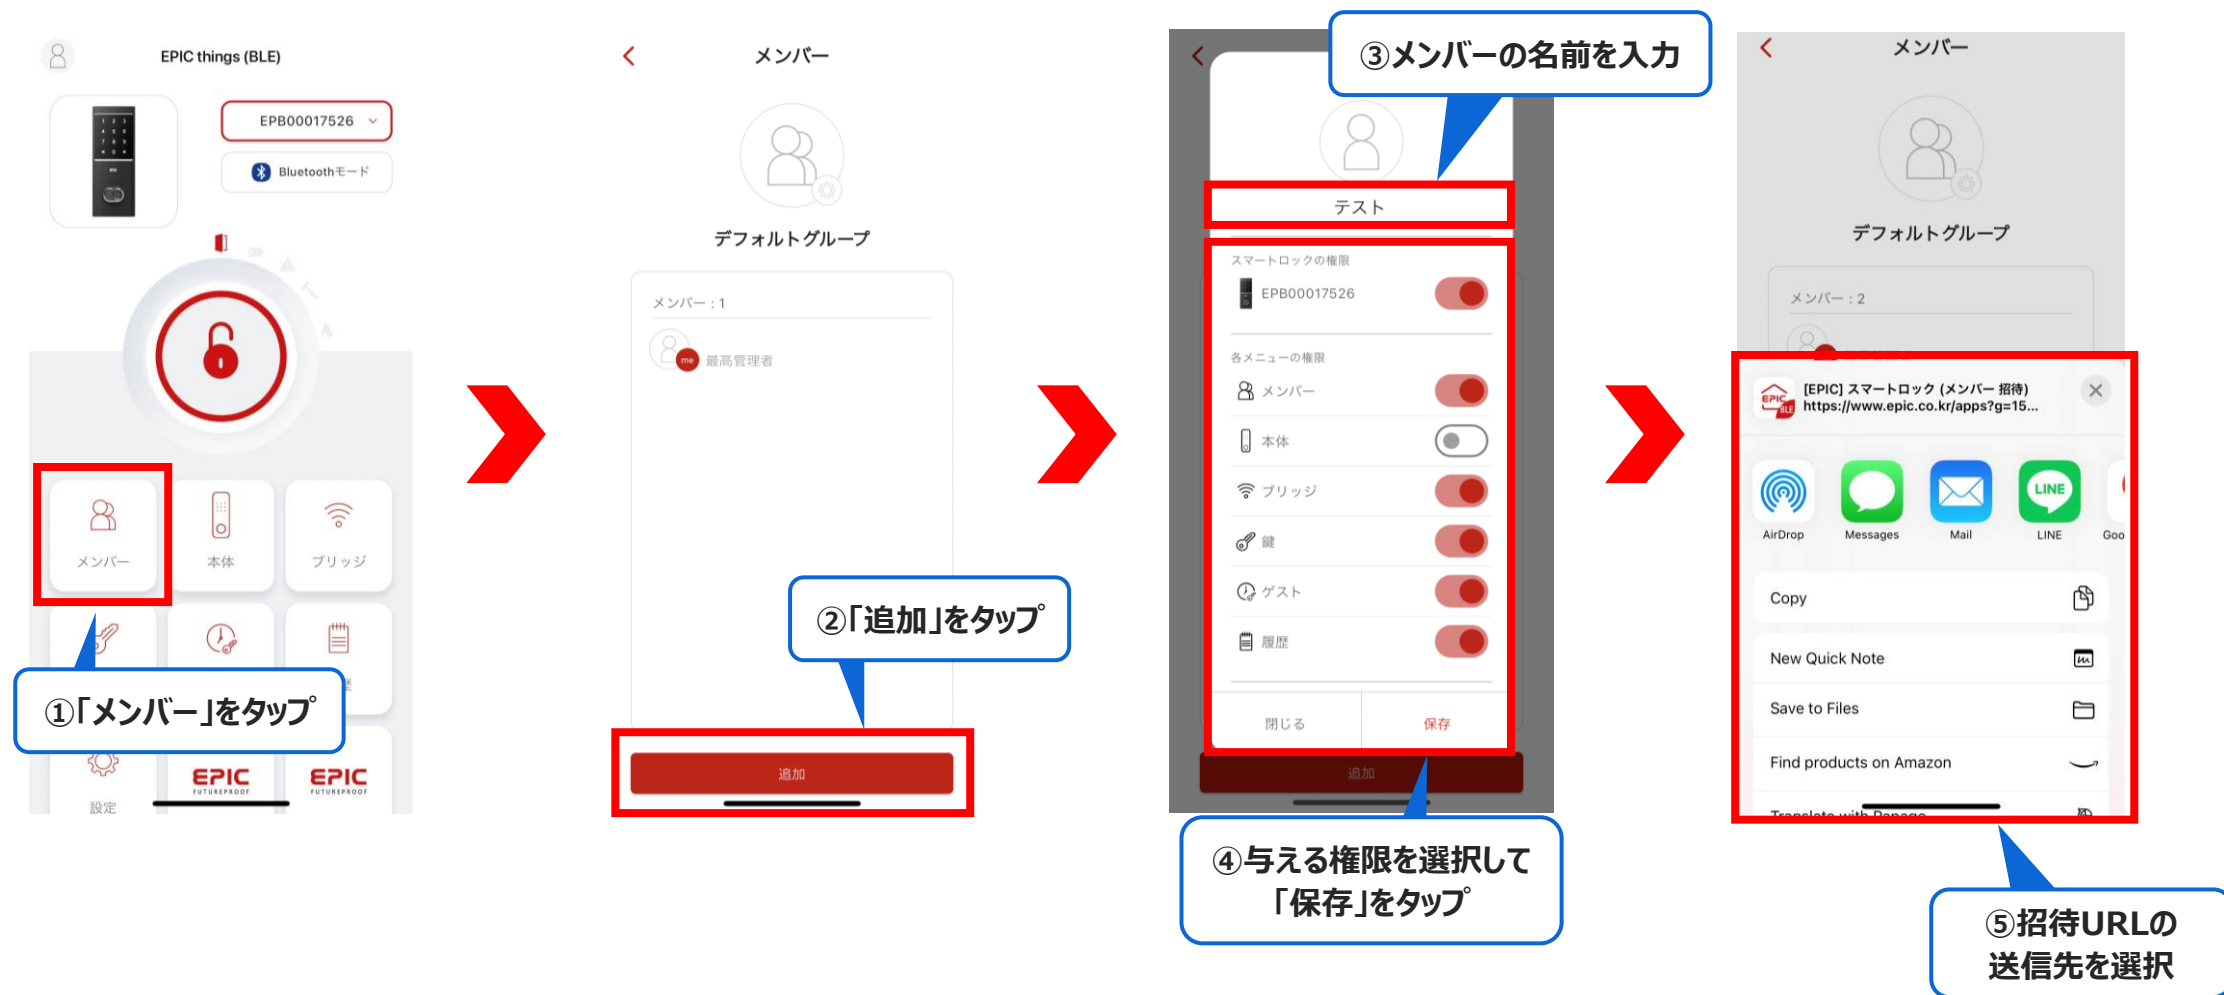 EPIC things (BLE)
EPB00017526
Bluetoothモード
メンバー
本体
ブリッジ
①「メンバー」をタップ
設定
EPIC
FUTUREPROOF
EPIC
FUTUREPROOF
メンバー
デフォルトグループ
メンバー : 1
me
最高管理者
②「追加」をタップ
追加
③メンバーの名前を入力
テスト
スマートロックの権限
EPB00017526
各メニューの権限
メンバー
本体
ブリッジ
鍵
ゲスト
履歴
閉じる
保存
追加
④与える権限を選択して
「保存」をタップ
メンバー
デフォルトグループ
メンバー : 2
EPIC
BLE
[EPIC] スマートロック (メンバー 招待)
https://www.epic.co.kr/apps?g=15...
LINE
AirDrop
Messages
Mail
LINE
Goo
Copy
New Quick Note
Save to Files
Find products on Amazon
Translate with Papago
⑤招待URLの
送信先を選択